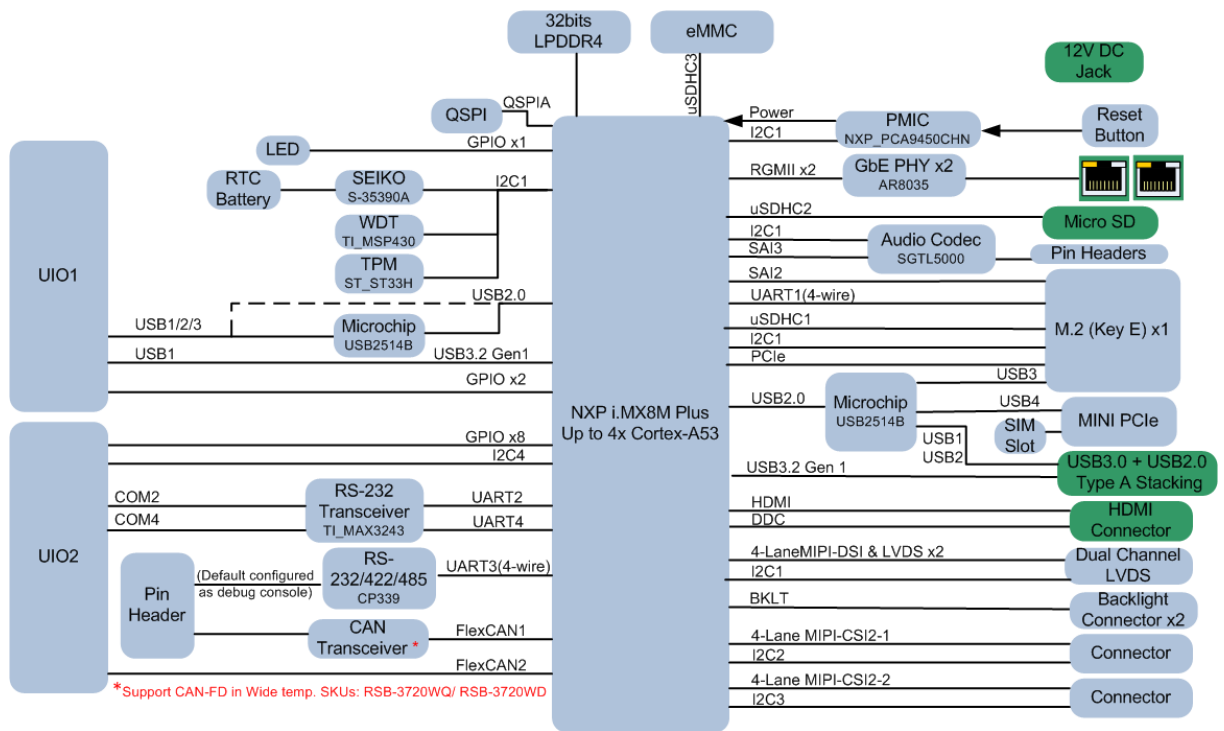 32bits
LPDDR4
eMMC
uSDHC3
12V DC
Jack
QSPI
QSPIA
LED
GPIO x1
RTC
Battery
SEIKO
S-35390A
I2C1
WDT
TI_MSP430
TPM
ST_ST33H
USB2.0
UIO1
USB1/2/3
Microchip
USB2514B
USB1
USB3.2 Gen1
GPIO x2
UIO2
GPIO x8
I2C4
COM2
COM4
RS-232
Transceiver
TI_MAX3243
UART2
UART4
Pin
Header
(Default configured
as debug console)
RS-
232/422/485
CP339
UART3(4-wire)
CAN
Transceiver *
FlexCAN1
FlexCAN2
*Support CAN-FD in Wide temp. SKUs: RSB-3720WQ/ RSB-3720WD
NXP i.MX8M Plus
Up to 4x Cortex-A53
Power
I2C1
PMIC
NXP_PCA9450CHN
Reset
Button
RGMII x2
GbE PHY x2
AR8035
uSDHC2
Micro SD
I2C1
SAI3
Audio Codec
SGTL5000
Pin Headers
SAI2
UART1(4-wire)
uSDHC1
I2C1
PCIe
M.2 (Key E) x1
USB2.0
Microchip
USB2514B
USB3
USB4
USB1
USB2
SIM
Slot
MINI PCIe
USB3.2 Gen 1
USB3.0 + USB2.0
Type A Stacking
HDMI
DDC
HDMI
Connector
4-LaneMIPI-DSI & LVDS x2
I2C1
Dual Channel
LVDS
BKLT
Backlight
Connector x2
4-Lane MIPI-CSI2-1
I2C2
Connector
4-Lane MIPI-CSI2-2
I2C3
Connector